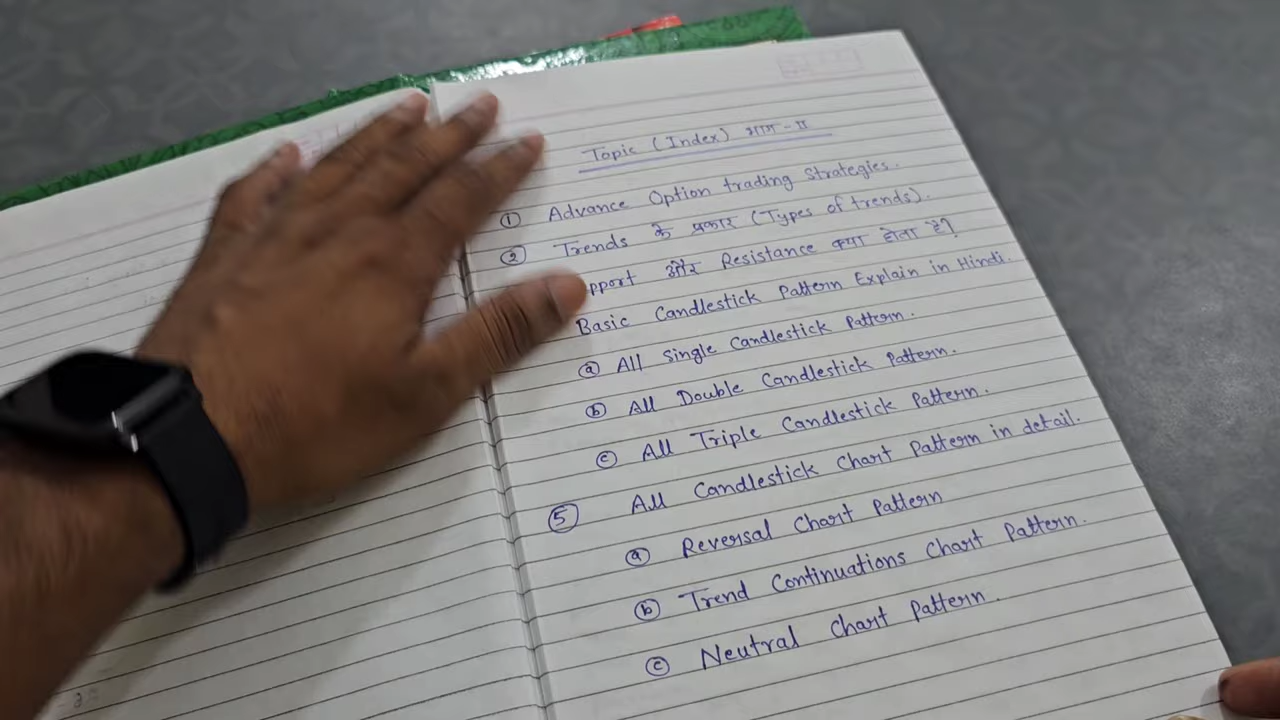 Topic (Index) भाग-II
① Advance Option trading Strategies.
② Trends के प्रकार (Types of trends).
pport और Resistance क्या होता है?
Basic Candlestick Pattern Explain in Hindi.
ⓐ All Single Candlestick Pattern.
ⓑ All Double Candlestick Pattern.
ⓒ All Triple Candlestick Pattern.
⑤ All Candlestick Chart Pattern in detail.
ⓐ Reversal Chart Pattern
ⓑ Trend Continuations Chart Pattern.
ⓒ Neutral Chart Pattern.